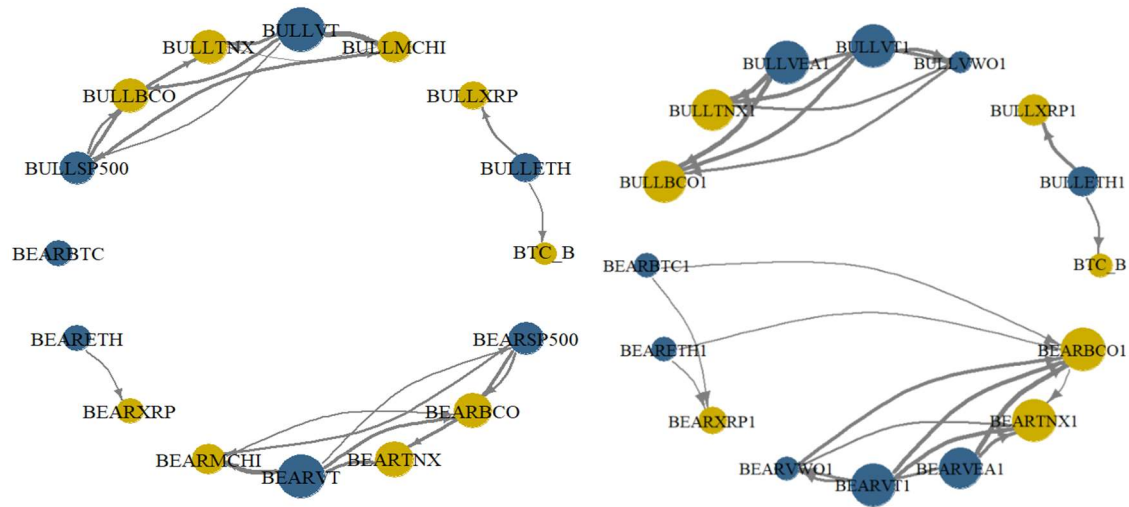 BULLVT
BULLTNX
BULLMCHI
BULLBCO
BULLXRP
BULLSP500
BULLETH
BEARBTC
BTC_B
BEARETH
BEARSP500
BEARXRP
BEARBCO
BEARMCHI
BEARTNX
BEARVT
BULLVT1
BULLVEA1
BULLVWO1
BULLTNX1
BULLXRP1
BULLBCO1
BULLETH1
BEARBTC1
BTC_B
BEARETH1
BEARBCO1
BEARXRP1
BEARTNX1
BEARVWO1
BEARVEA1
BEARVT1